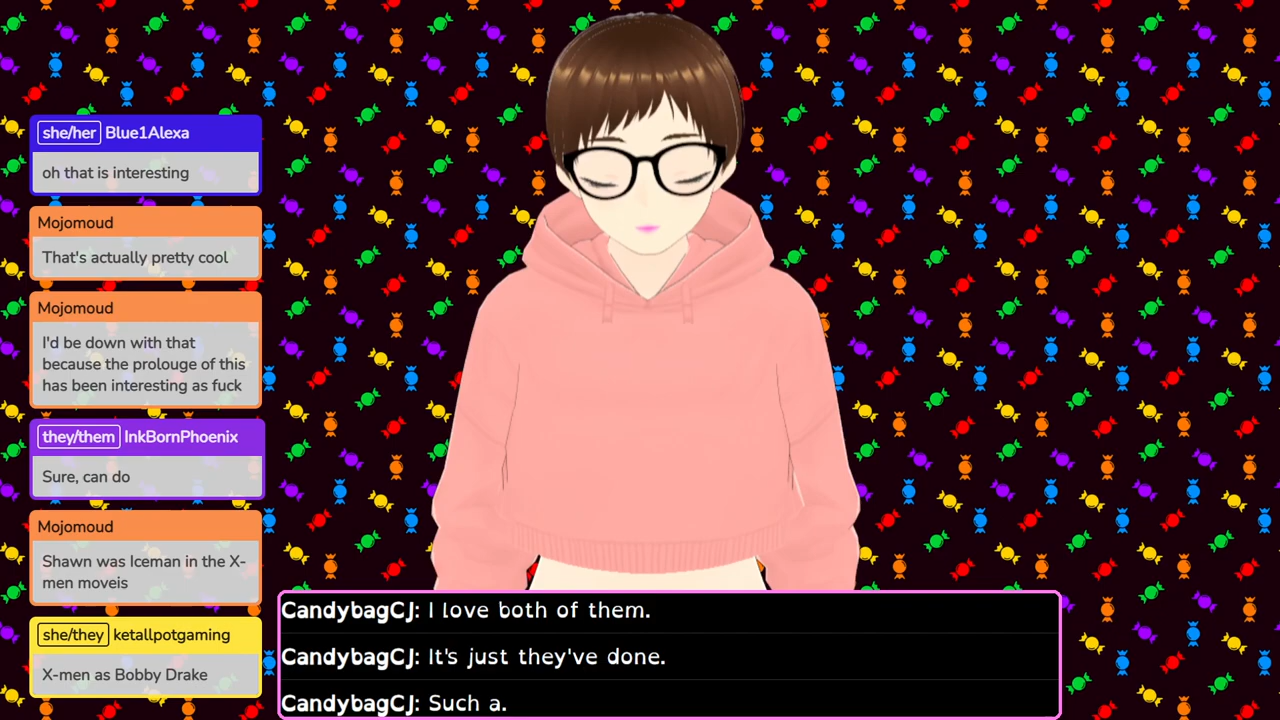 she/her Blue1Alexa
oh that is interesting
Mojomoud
That's actually pretty cool
Mojomoud
I'd be down with that
because the prolouge of this
has been interesting as fuck
they/them InkBornPhoenix
Sure, can do
Mojomoud
Shawn was Iceman in the X-
men moveis
she/they ketallpotgaming
X-men as Bobby Drake
CandybagCJ: I love both of them.
CandybagCJ: It's just they've done.
CandybagCJ: Such a.